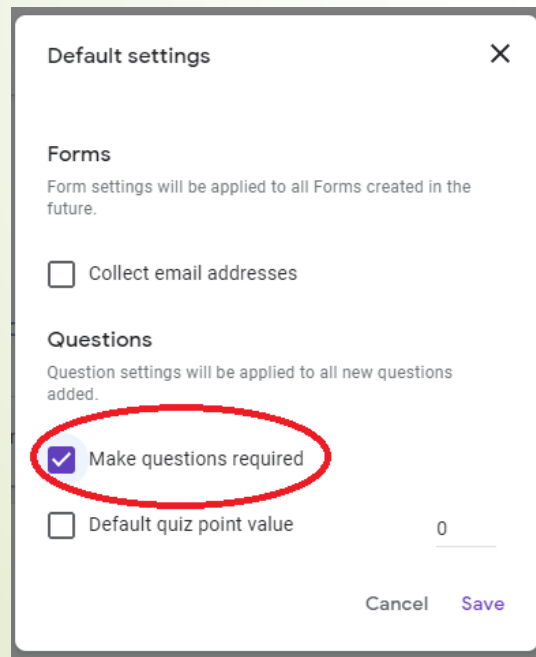 Default settings
Forms
Form settings will be applied to all Forms created in the
future.
Collect email addresses
Questions
Question settings will be applied to all new questions
added.
Make questions required
Default quiz point value 0
Cancel Save